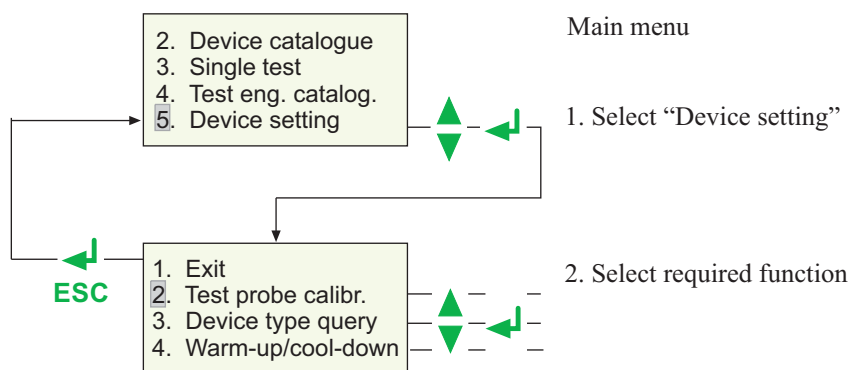 Main menu
2. Device catalogue
3. Single test
4. Test eng. catalog.
5. Device setting
1. Select “Device setting”
1. Exit
2. Test probe calibr.
3. Device type query
4. Warm-up/cool-down
ESC
2. Select required function